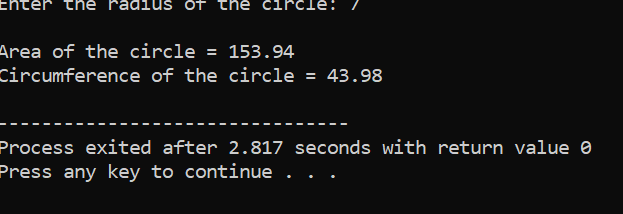 Enter the radius of the circle: 7
Area of the circle = 153.94
Circumference of the circle = 43.98
--------------------------------
Process exited after 2.817 seconds with return value 0
Press any key to continue . . .